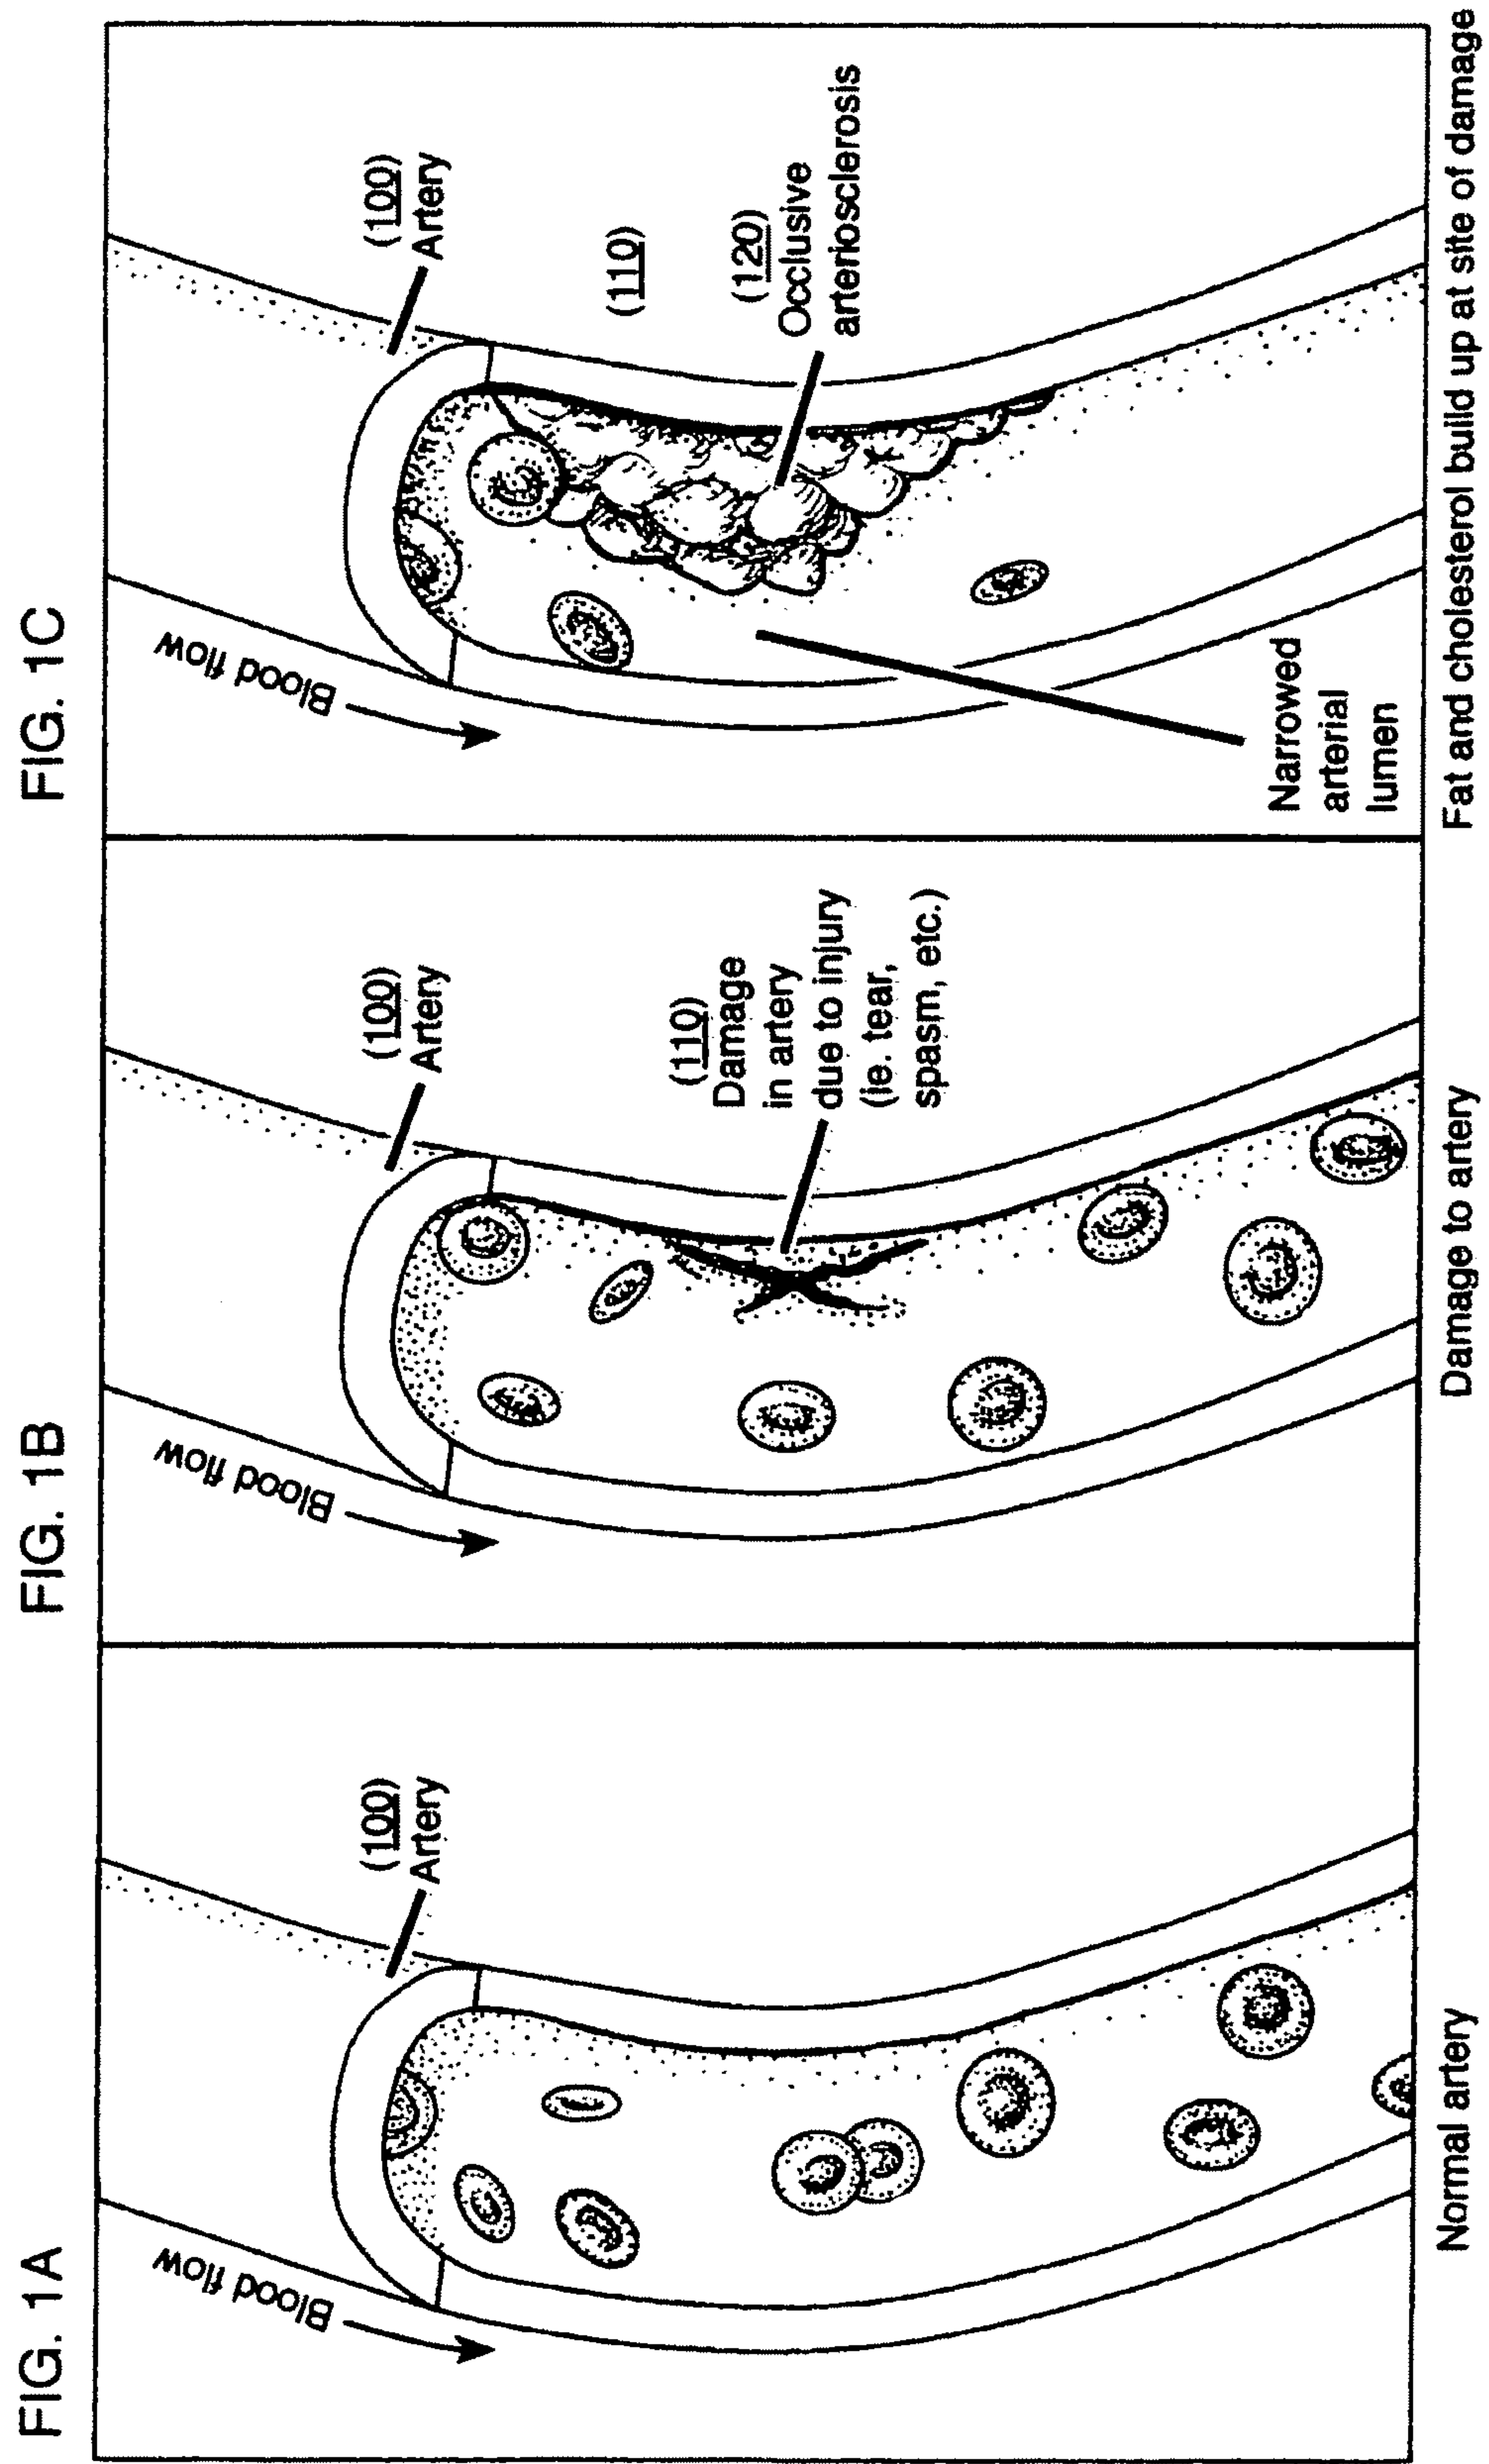 FIG. 1A
Blood flow
(100)
Artery
Normal artery
FIG. 1B
Blood flow
(100)
Artery
(110)
Damage
in artery
due to injury
(ie. tear,
spasm, etc.)
Damage to artery
FIG. 1C
Blood flow
(100)
Artery
(110)
(120)
Occlusive
arteriosclerosis
Narrowed
arterial
lumen
Fat and cholesterol build up at site of damage